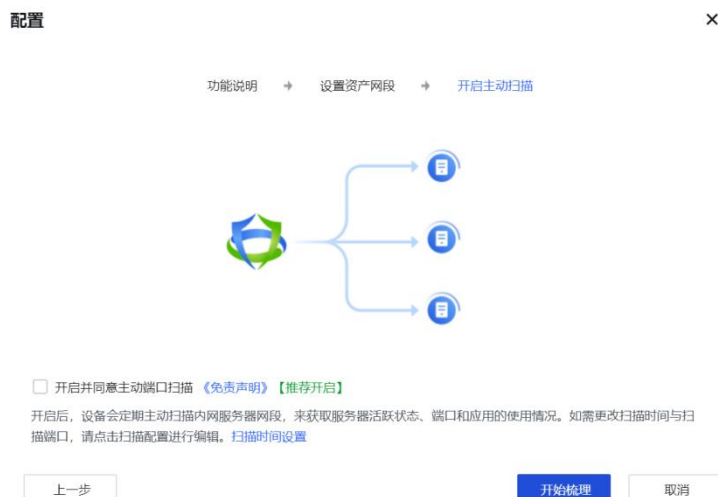 配置
功能说明
设置资产网段
开启主动扫描
开启并同意主动端口扫描 《免责声明》【推荐开启】
开启后，设备会定期主动扫描内网服务器网段，来获取服务器活跃状态、端口和应用的使用情况。如需更改扫描时间与扫
描端口，请点击扫描配置进行编辑。扫描时间设置
上一步
开始梳理
取消